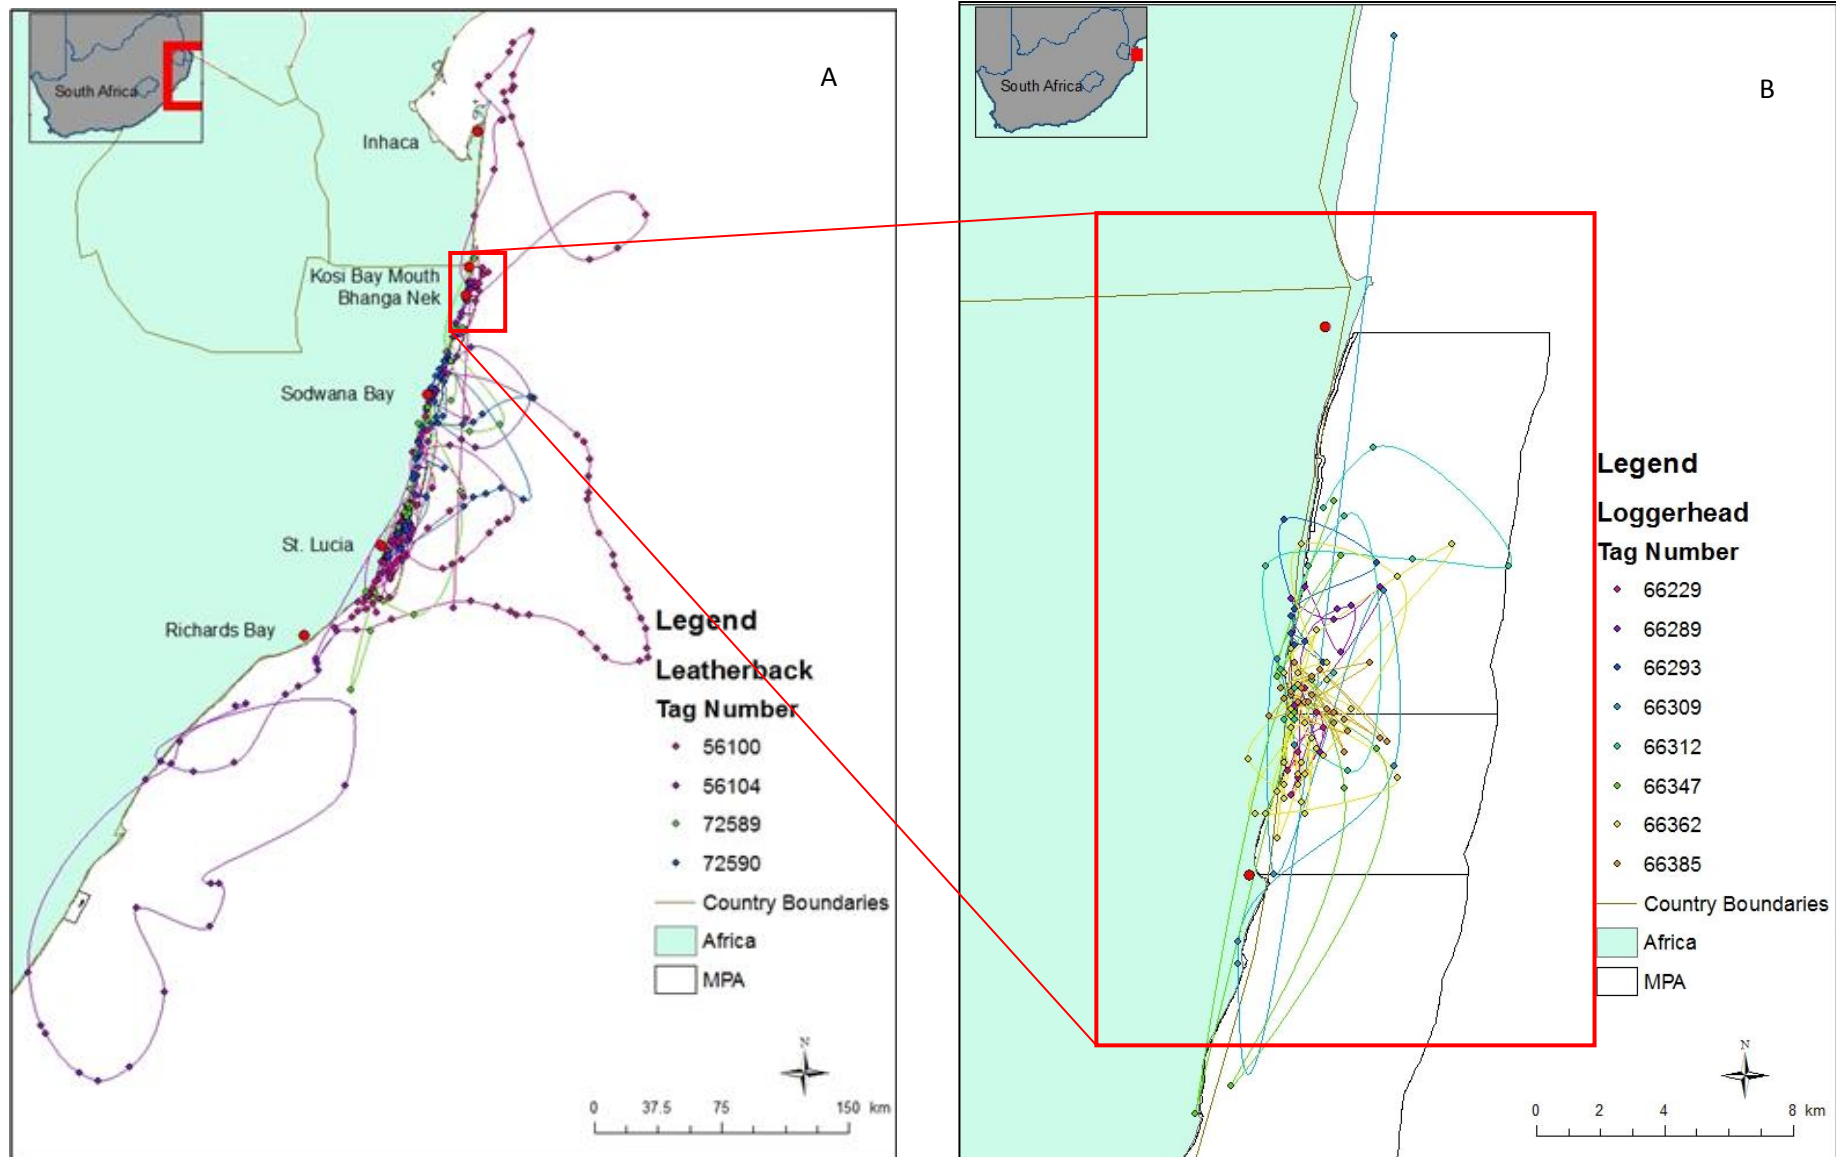 South Africa
A
Inhaca
Kosi Bay Mouth
Bhanga Nek
Sodwana Bay
St. Lucia
Richards Bay
Legend
Leatherback
Tag Number
56100
56104
72589
72590
Country Boundaries
Africa
MPA
N
0 37.5 75 150 km
South Africa
B
Legend
Loggerhead
Tag Number
66229
66289
66293
66309
66312
66347
66362
66385
Country Boundaries
Africa
MPA
N
0 2 4 8 km